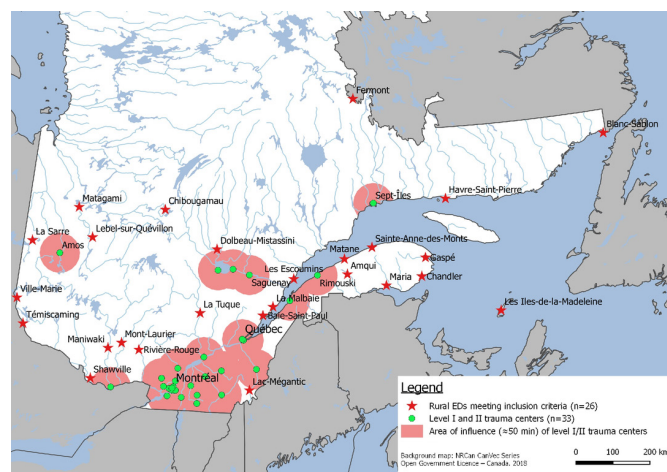 Fermont
Blanc-Sablon
Sept-Îles
Havre-Saint-Pierre
Matagami
Chibougamau
La Sarre
Lebel-sur-Quévillon
Amos
Dolbeau-Mistassini
Sainte-Anne-des-Monts
Matane
Les Escoumins
Gaspé
Amqui
Saguenay
Rimouski
Maria
Chandler
Ville-Marie
La Malbaie
Les Iles-de-la-Madeleine
La Tuque
Baie-Saint-Paul
Témiscaming
Québec
Mont-Laurier
Maniwaki
Rivière-Rouge
Shawville
Montréal
Lac-Mégantic
Legend
Rural EDs meeting inclusion criteria (n=26)
Level I and II trauma centers (n=33)
Area of influence (≈50 min) of level I/II trauma centers
Background map: NRCan CanVec Series
Open Government Licence – Canada, 2018
0 100 200 km